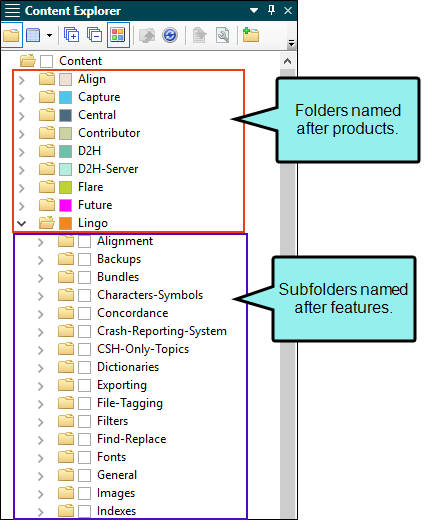 Content Explorer
Content
Align
Capture
Central
Contributor
D2H
D2H-Server
Flare
Future
Lingo
Alignment
Backups
Bundles
Characters-Symbols
Concordance
Crash-Reporting-System
CSH-Only-Topics
Dictionaries
Exporting
File-Tagging
Filters
Find-Replace
Fonts
General
Images
Indexes
Folders named
after products.
Subfolders named
after features.